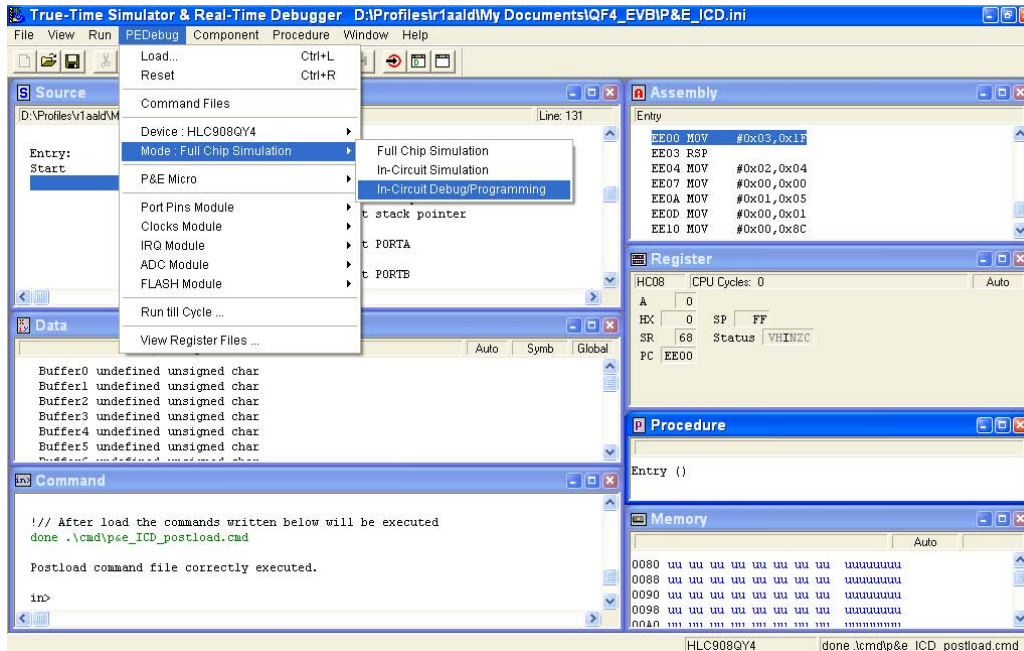 True-Time Simulator & Real-Time Debugger D:\Profiles\r1aald\My Documents\QF4_EVB\P&E_ICD.ini
File View Run PEDebug Component Procedure Window Help
Load... Ctrl+L
Reset Ctrl+R
Command Files
Device : HLC908QY4
Mode : Full Chip Simulation
P&E Micro
Port Pins Module
Clocks Module
IRQ Module
ADC Module
FLASH Module
Run till Cycle ...
View Register Files ...
Full Chip Simulation
In-Circuit Simulation
In-Circuit Debug/Programming
S Source
D:\Profiles\r1aald\M
Line: 131
Entry:
Start
t stack pointer
t PORTA
t PORTB
Data
Auto Symb Global
Buffer0 undefined unsigned char
Buffer1 undefined unsigned char
Buffer2 undefined unsigned char
Buffer3 undefined unsigned char
Buffer4 undefined unsigned char
Buffer5 undefined unsigned char
Command
!// After load the commands written below will be executed
done .\cmd\p&e_ICD_postload.cmd
Postload command file correctly executed.
in>
A Assembly
Entry
EE00 MOV #0x03,0x1F
EE03 RSP
EE04 MOV #0x02,0x04
EE07 MOV #0x00,0x00
EE0A MOV #0x01,0x05
EE0D MOV #0x00,0x01
EE10 MOV #0x00,0x8C
Register
HC08 CPU Cycles: 0 Auto
A 0
HX 0 SP FF
SR 68 Status VHINZC
PC EE00
P Procedure
Entry ()
Memory
Auto
0080 uu uu uu uu uu uu uu uu uuuuuuuu
0088 uu uu uu uu uu uu uu uu uuuuuuuu
0090 uu uu uu uu uu uu uu uu uuuuuuuu
0098 uu uu uu uu uu uu uu uu uuuuuuuu
HLC908QY4 done .\cmd\p&e_ICD_postload.cmd